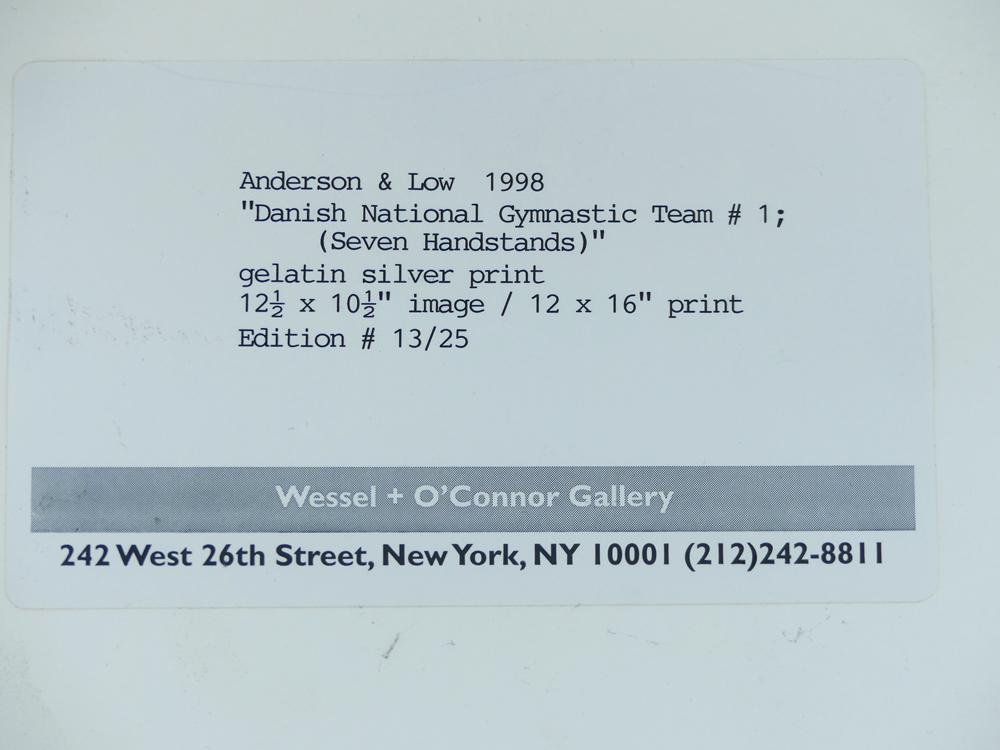 Anderson & Low 1998
"Danish National Gymnastic Team # 1;
(Seven Handstands)"
gelatin silver print
12½ x 10½" image / 12 x 16" print
Edition # 13/25
Wessel + O'Connor Gallery
242 West 26th Street, New York, NY 10001 (212)242-8811